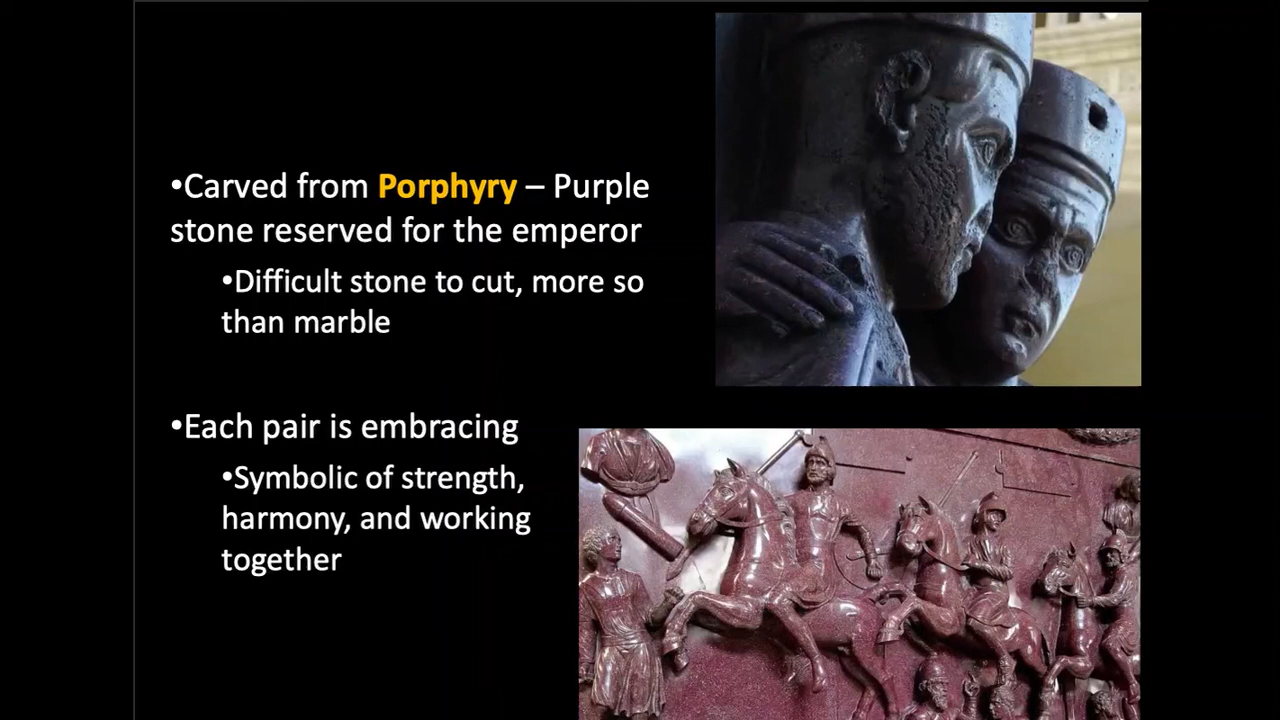 •Carved from Porphyry – Purple
stone reserved for the emperor
•Difficult stone to cut, more so
than marble
•Each pair is embracing
•Symbolic of strength,
harmony, and working
together